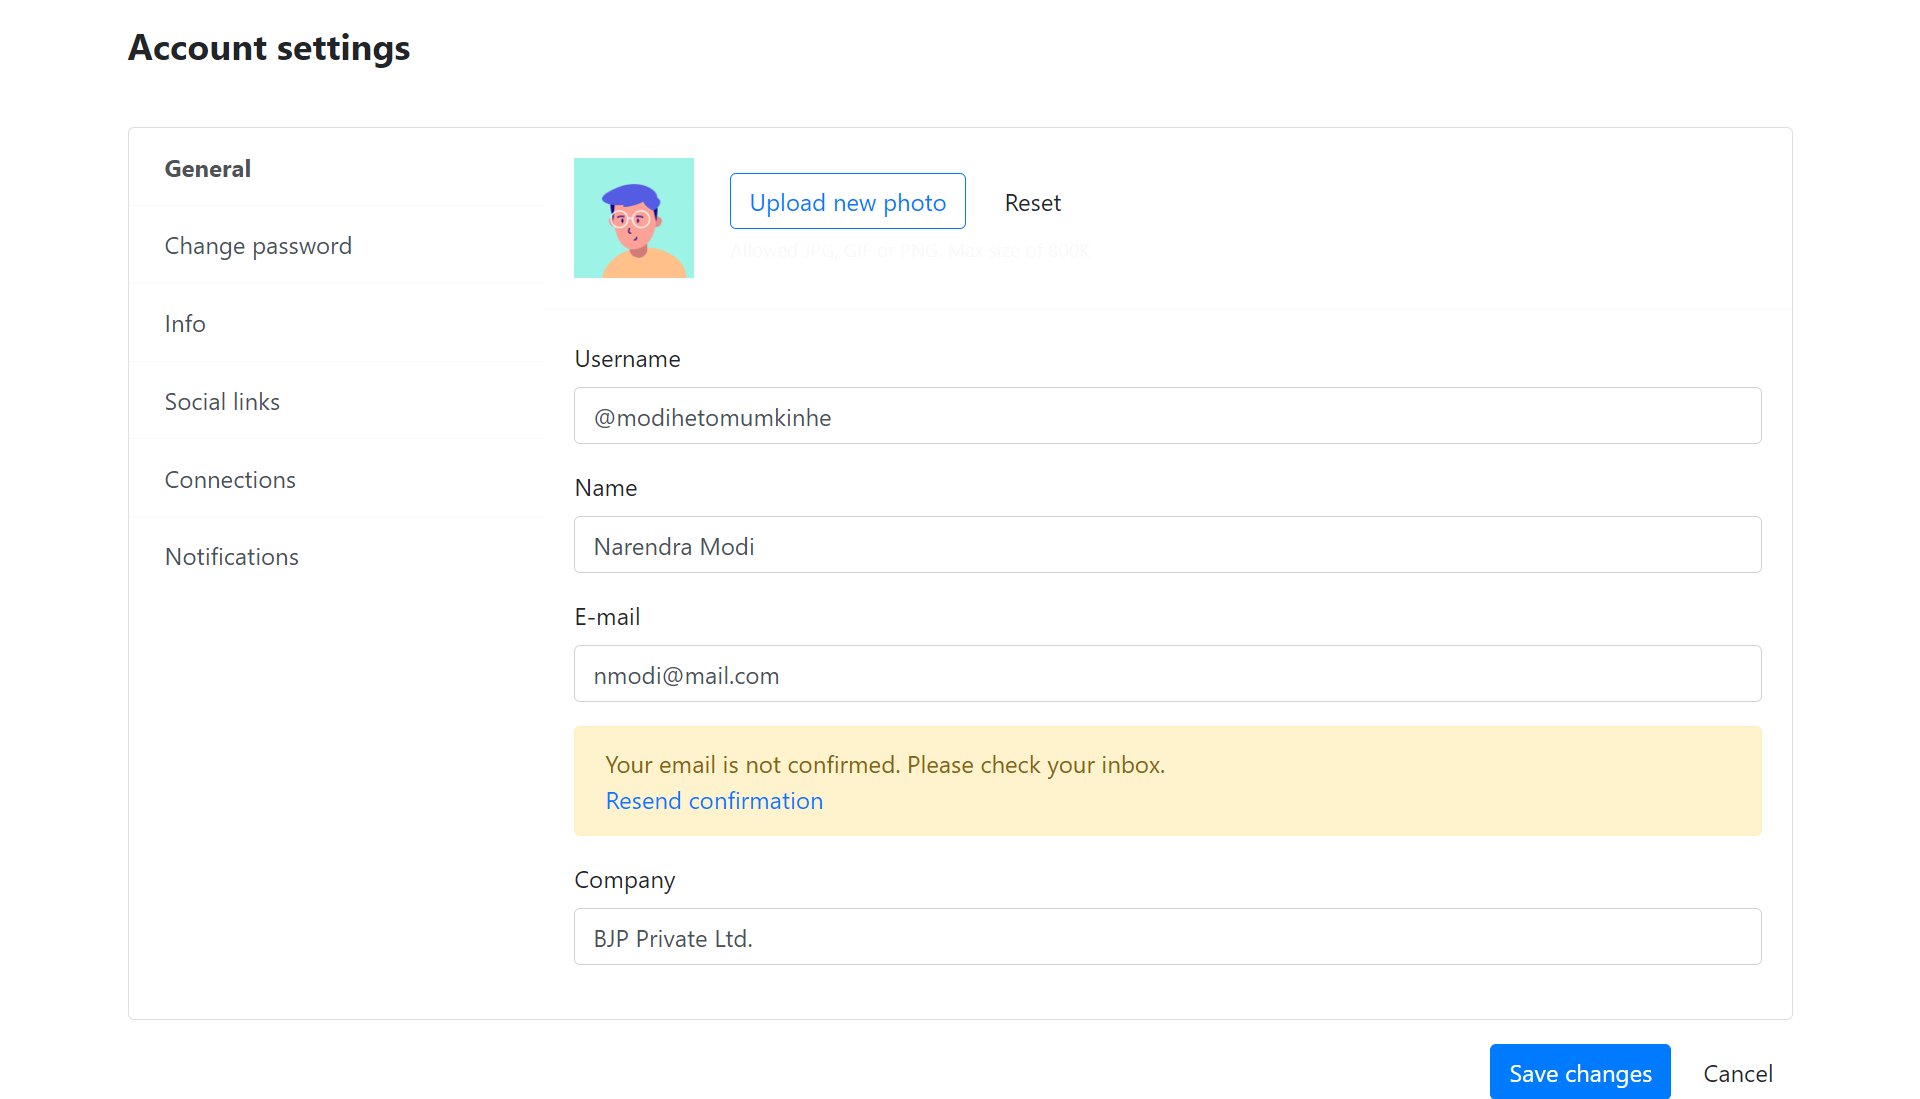 Account settings
General
Change password
Info
Social links
Connections
Notifications
Upload new photo
Reset
Allowed JPG, GIF or PNG. Max size of 800K
Username
@modihetomumkinhe
Name
Narendra Modi
E-mail
nmodi@mail.com
Your email is not confirmed. Please check your inbox.
Resend confirmation
Company
BJP Private Ltd.
Save changes
Cancel